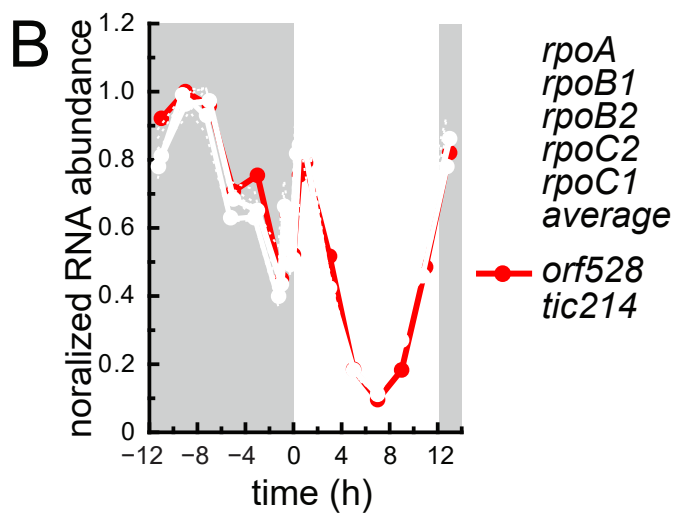 B
noralized RNA abundance
1.2
1.0
0.8
0.6
0.4
0.2
0
−12 −8 −4 0 4 8 12
time (h)
rpoA
rpoB1
rpoB2
rpoC2
rpoC1
average
orf528
tic214